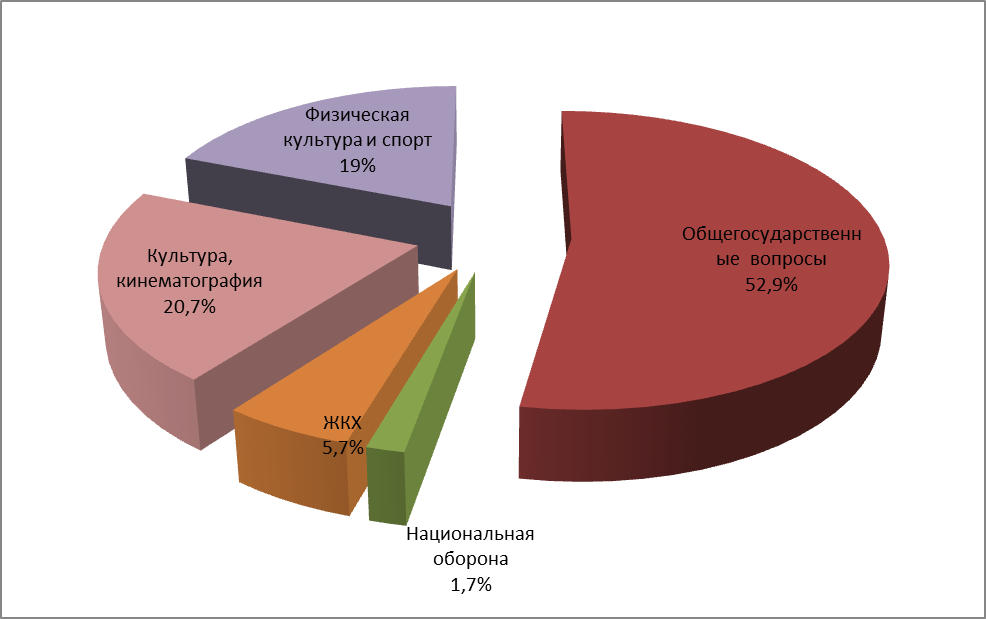 Физическая
культура и спорт
19%
Общегосударственн
ые вопросы
52,9%
Культура,
кинематография
20,7%
ЖКХ
5,7%
Национальная
оборона
1,7%